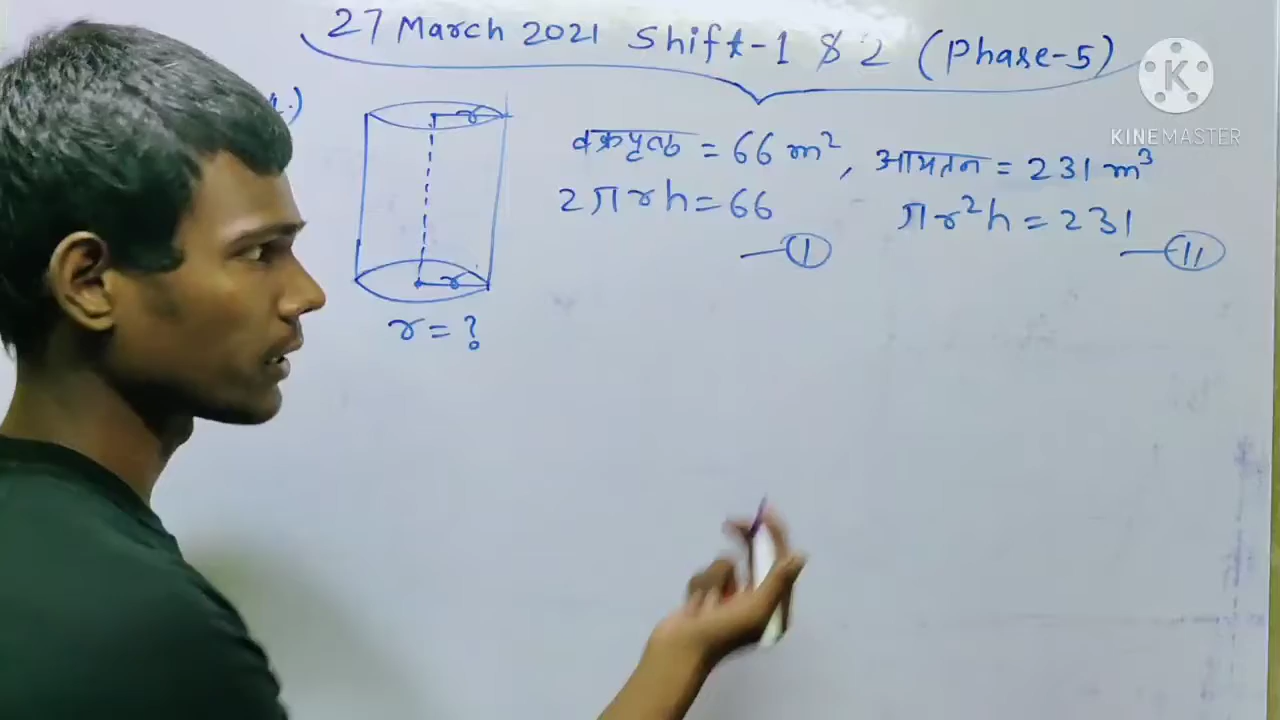 27 March 2021 Shift-1 & 2 (Phase-5)
K
KINEMASTER
r
वक्रपृष्ठ = 66 m², आयतन = 231 m³
2πrh = 66
πr²h = 231
I
II
r
r = ?